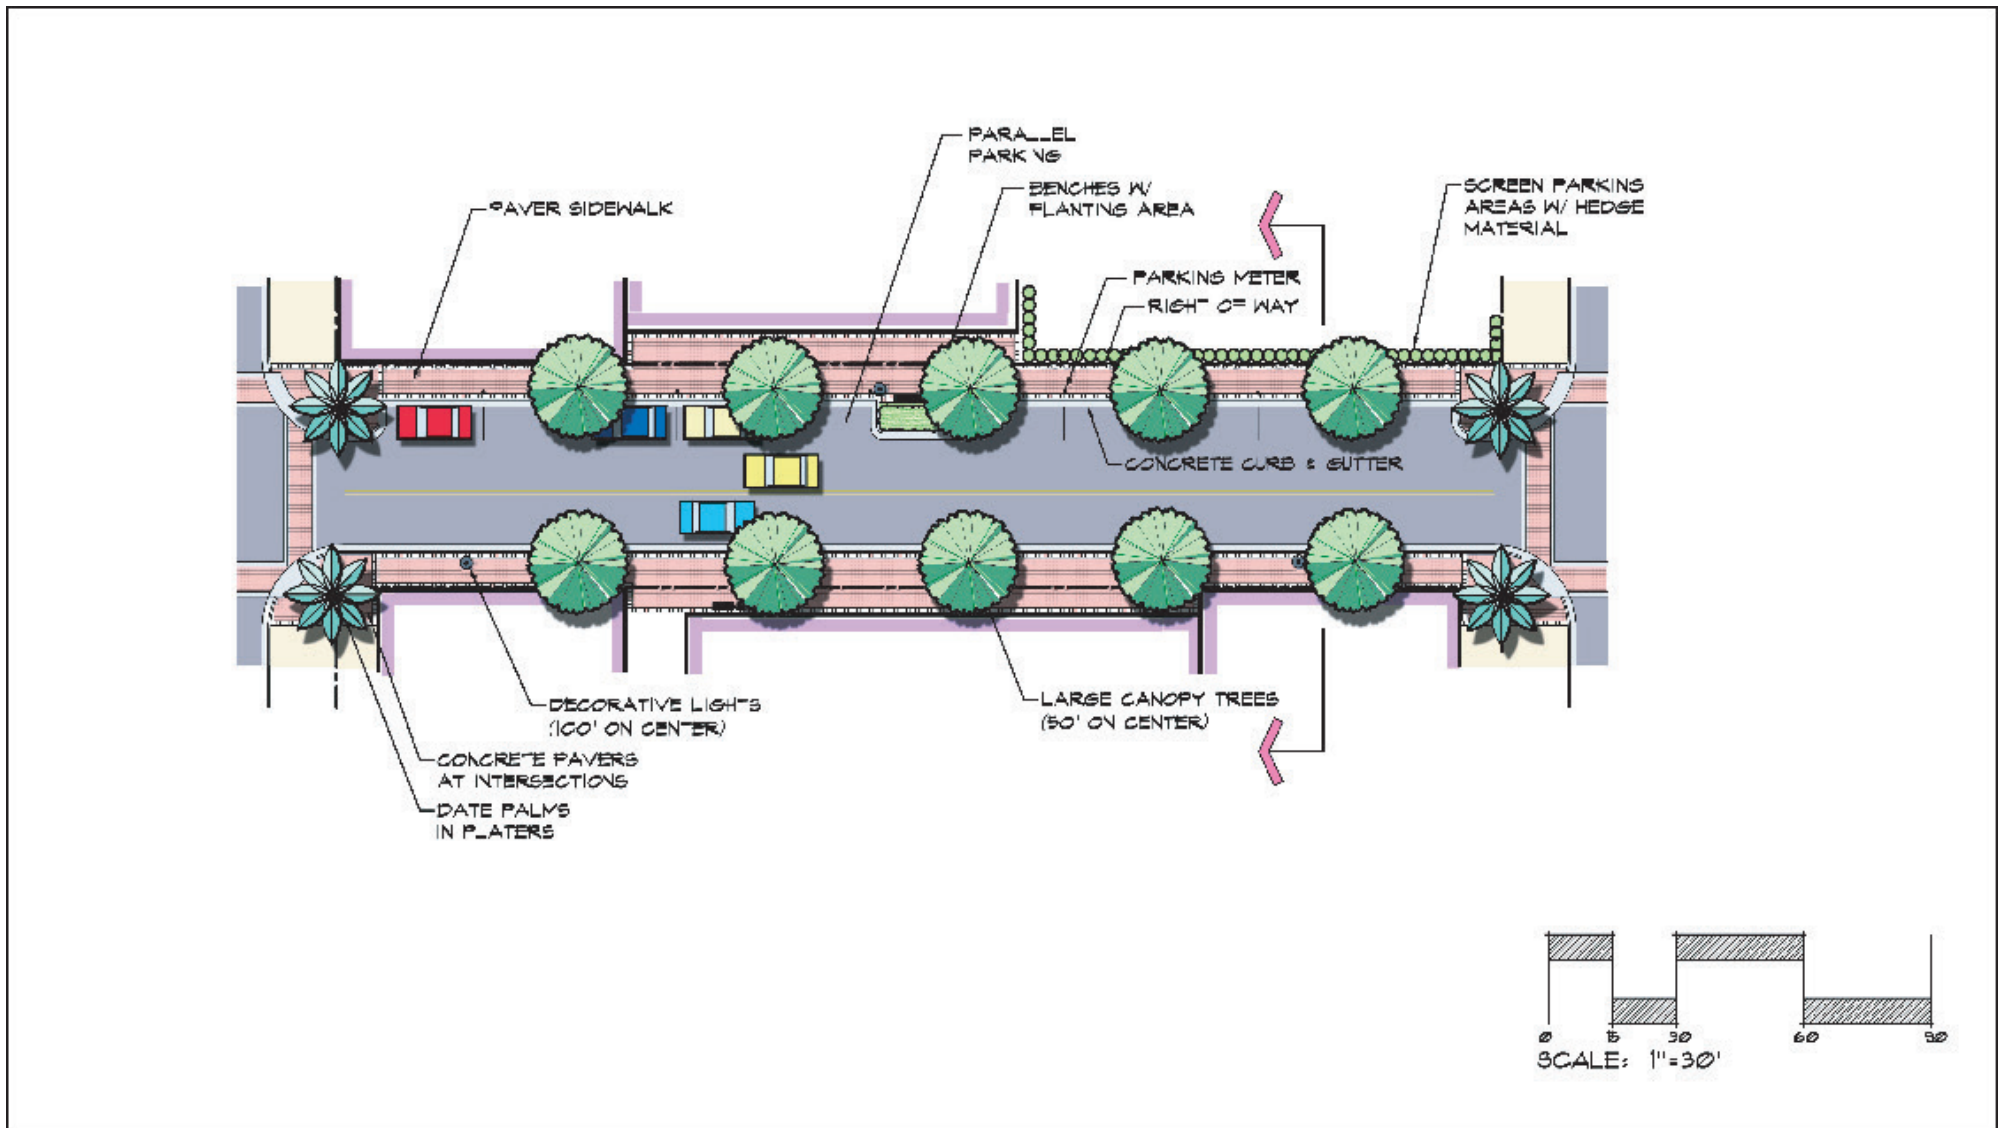 PARALLEL
PARKING
BENCHES W/
PLANTING AREA
SCREEN PARKING
AREAS W/ HEDGE
MATERIAL
PAVER SIDEWALK
PARKING METER
RIGHT OF WAY
CONCRETE CURB & GUTTER
DECORATIVE LIGHTS
(100' ON CENTER)
LARGE CANOPY TREES
(50' ON CENTER)
CONCRETE PAVERS
AT INTERSECTIONS
DATE PALMS
IN PLATERS
0 15 30 60 90
SCALE: 1"=30'